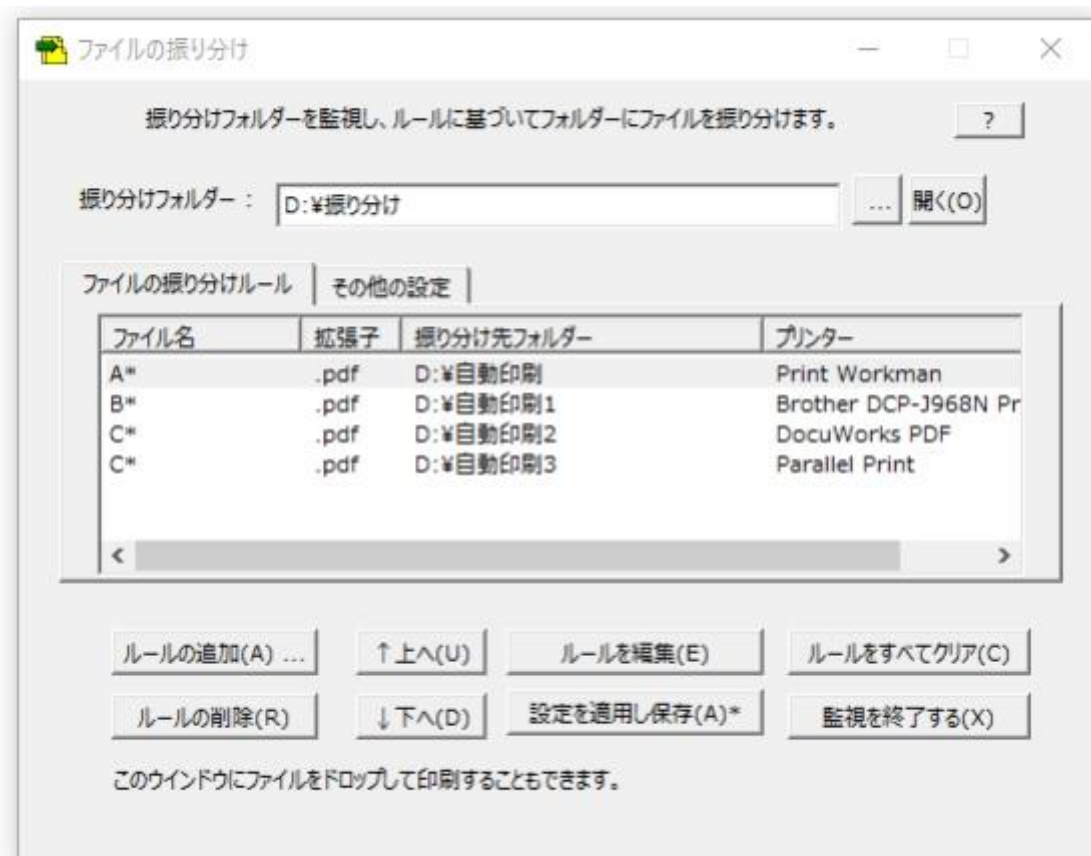 ファイルの振り分け
振り分けフォルダーを監視し、ルールに基づいてフォルダーにファイルを振り分けます。 ?
振り分けフォルダー : D:¥振り分け ... 開く(O)
ファイルの振り分けルール その他の設定
ファイル名 拡張子 振り分け先フォルダー プリンター
A* .pdf D:¥自動印刷 Print Workman
B* .pdf D:¥自動印刷1 Brother DCP-J968N Pr
C* .pdf D:¥自動印刷2 DocuWorks PDF
C* .pdf D:¥自動印刷3 Parallel Print
ルールの追加(A) ... ↑上へ(U) ルールを編集(E) ルールをすべてクリア(C)
ルールの削除(R) ↓下へ(D) 設定を適用し保存(A)* 監視を終了する(X)
このウインドウにファイルをドロップして印刷することもできます。